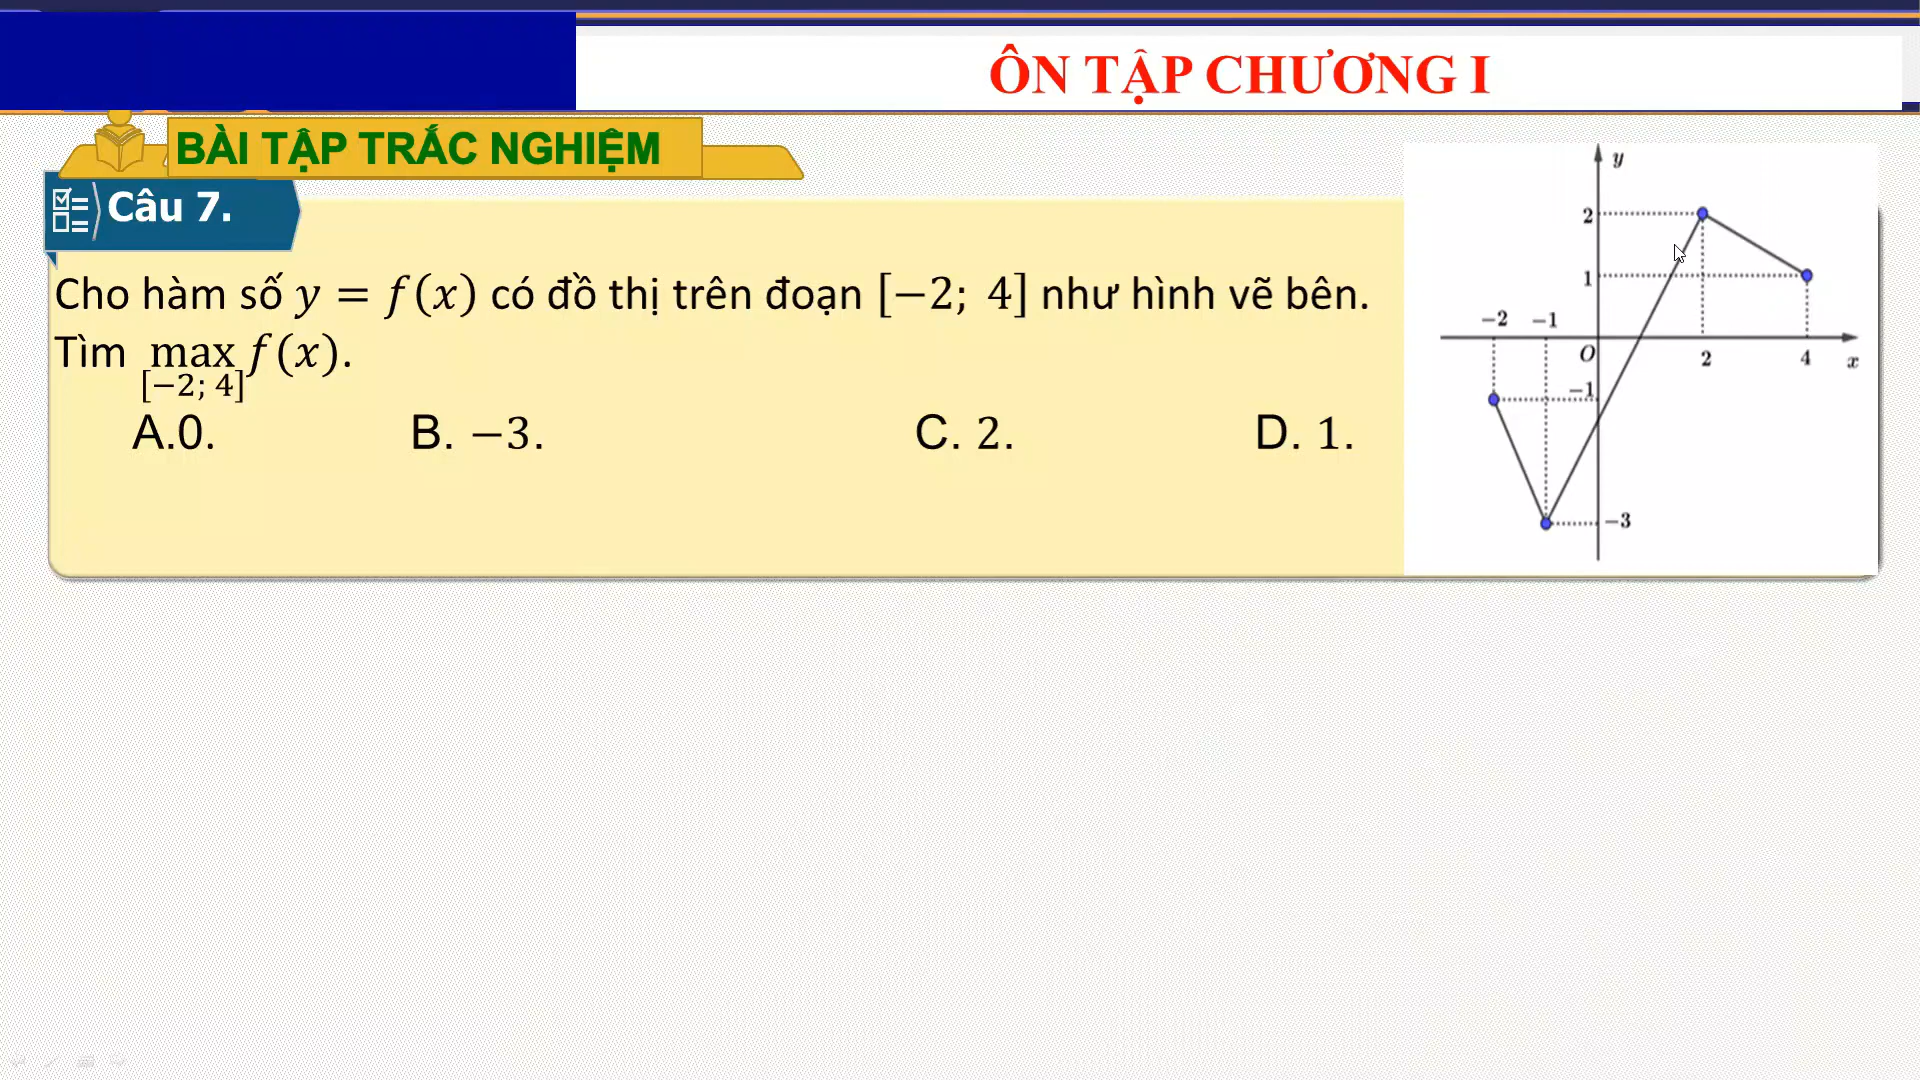 ÔN TẬP CHƯƠNG I
BÀI TẬP TRẮC NGHIỆM
Câu 7.
Cho hàm số y = f(x) có đồ thị trên đoạn [−2; 4] như hình vẽ bên.
Tìm max f(x).
[−2; 4]
A.0. B. −3. C. 2. D. 1.
y
2
1
−2 −1
O 2 4 x
−1
−3